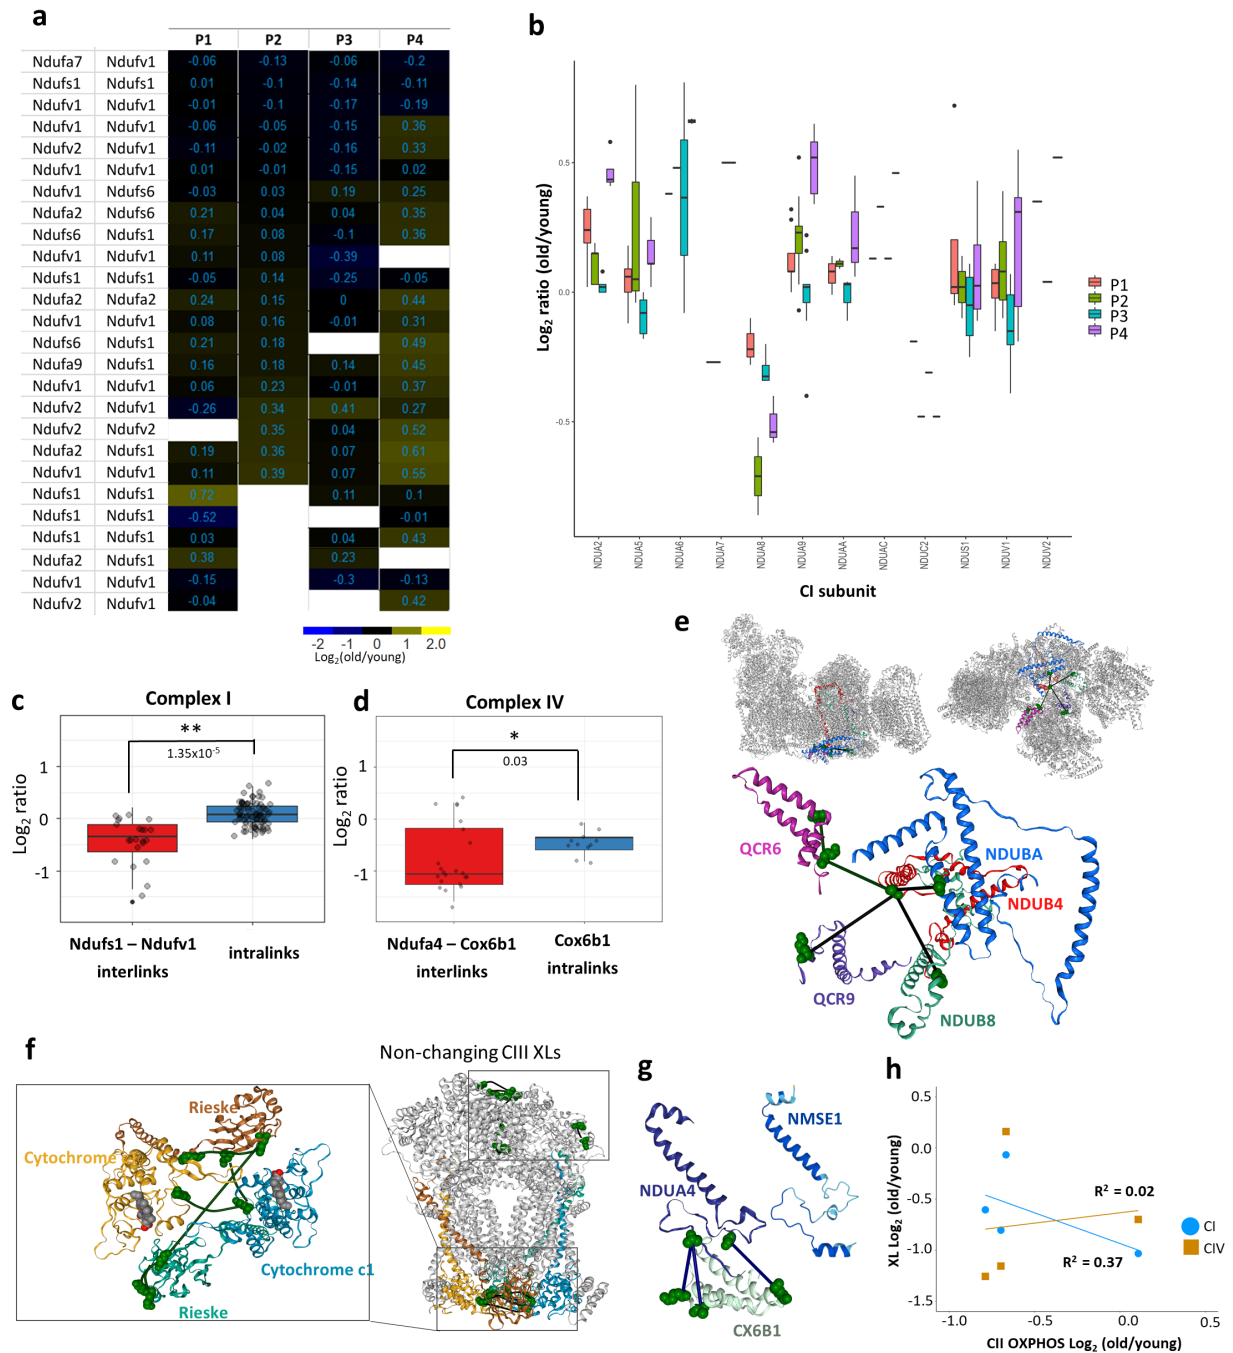 a
P1 P2 P3 P4
Ndufa7 Ndufv1 -0.06 -0.13 -0.06 -0.2
Ndufs1 Ndufs1 0.01 -0.1 -0.14 -0.11
Ndufv1 Ndufv1 -0.01 -0.1 -0.17 -0.19
Ndufv1 Ndufv1 -0.06 -0.05 -0.15 0.36
Ndufv2 Ndufv1 -0.11 -0.02 -0.16 0.33
Ndufv1 Ndufv1 0.01 -0.01 -0.15 0.02
Ndufv1 Ndufs6 -0.03 0.03 0.19 0.25
Ndufa2 Ndufs6 0.21 0.04 0.04 0.35
Ndufs6 Ndufs1 0.17 0.08 -0.1 0.36
Ndufv1 Ndufv1 0.11 0.08 -0.39
Ndufs1 Ndufs1 -0.05 0.14 -0.25 -0.05
Ndufa2 Ndufa2 0.24 0.15 0 0.44
Ndufv1 Ndufv1 0.08 0.16 -0.01 0.31
Ndufs6 Ndufs1 0.21 0.18 0.49
Ndufa9 Ndufs1 0.16 0.18 0.14 0.45
Ndufv1 Ndufv1 0.06 0.23 -0.01 0.37
Ndufv2 Ndufv1 -0.26 0.34 0.41 0.27
Ndufv2 Ndufv2 0.35 0.04 0.52
Ndufa2 Ndufs1 0.19 0.36 0.07 0.61
Ndufv1 Ndufv1 0.11 0.39 0.07 0.55
Ndufs1 Ndufs1 0.72 0.11 0.1
Ndufs1 Ndufs1 -0.52 -0.01
Ndufs1 Ndufs1 0.03 0.04 0.43
Ndufa2 Ndufs1 0.38 0.23
Ndufv1 Ndufv1 -0.15 -0.3 -0.13
Ndufv2 Ndufv1 -0.04 0.42
-2 -1 0 1 2.0
Log2(old/young)
b
Log2 ratio (old/young)
0.5
0.0
-0.5
NDUA2 NDUA5 NDUA6 NDUA7 NDUA8 NDUA9 NDUAA NDUAC NDUC2 NDUS1 NDUV1 NDUV2
CI subunit
P1
P2
P3
P4
c
Complex I
**
1.35x10-5
Log2 ratio
1
0
-1
Ndufs1 – Ndufv1
interlinks
intralinks
d
Complex IV
*
0.03
Log2 ratio
1
0
-1
Ndufa4 – Cox6b1
interlinks
Cox6b1
intralinks
e
QCR6
NDUBA
NDUB4
QCR9
NDUB8
f
Non-changing CIII XLs
Rieske
Cytochrome
Cytochrome c1
Rieske
g
NMSE1
NDUA4
CX6B1
h
XL Log2 (old/young)
0.5
0.0
-0.5
-1.0
-1.5
R2 = 0.02
R2 = 0.37
CI
CIV
-1.0 -0.5 0.0 0.5
CII OXPHOS Log2 (old/young)